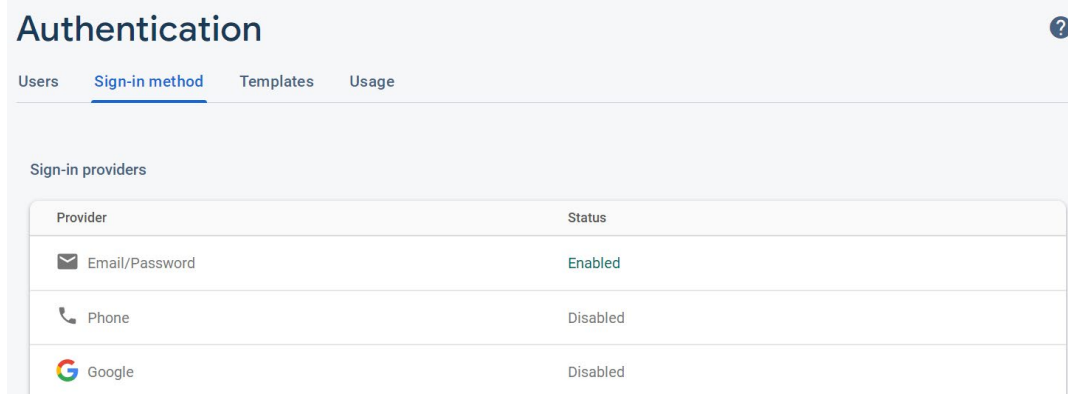 Authentication
Users Sign-in method Templates Usage
Sign-in providers
Provider Status
Email/Password Enabled
Phone Disabled
Google Disabled